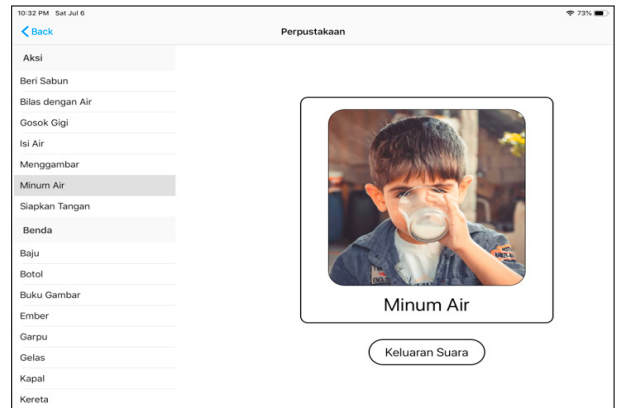 10:32 PM Sat Jul 6
73%
Back
Perpustakaan
Aksi
Beri Sabun
Bilas dengan Air
Gosok Gigi
Isi Air
Menggambar
Minum Air
Siapkan Tangan
Benda
Baju
Botol
Buku Gambar
Ember
Garpu
Gelas
Kapal
Kereta
Minum Air
Keluaran Suara